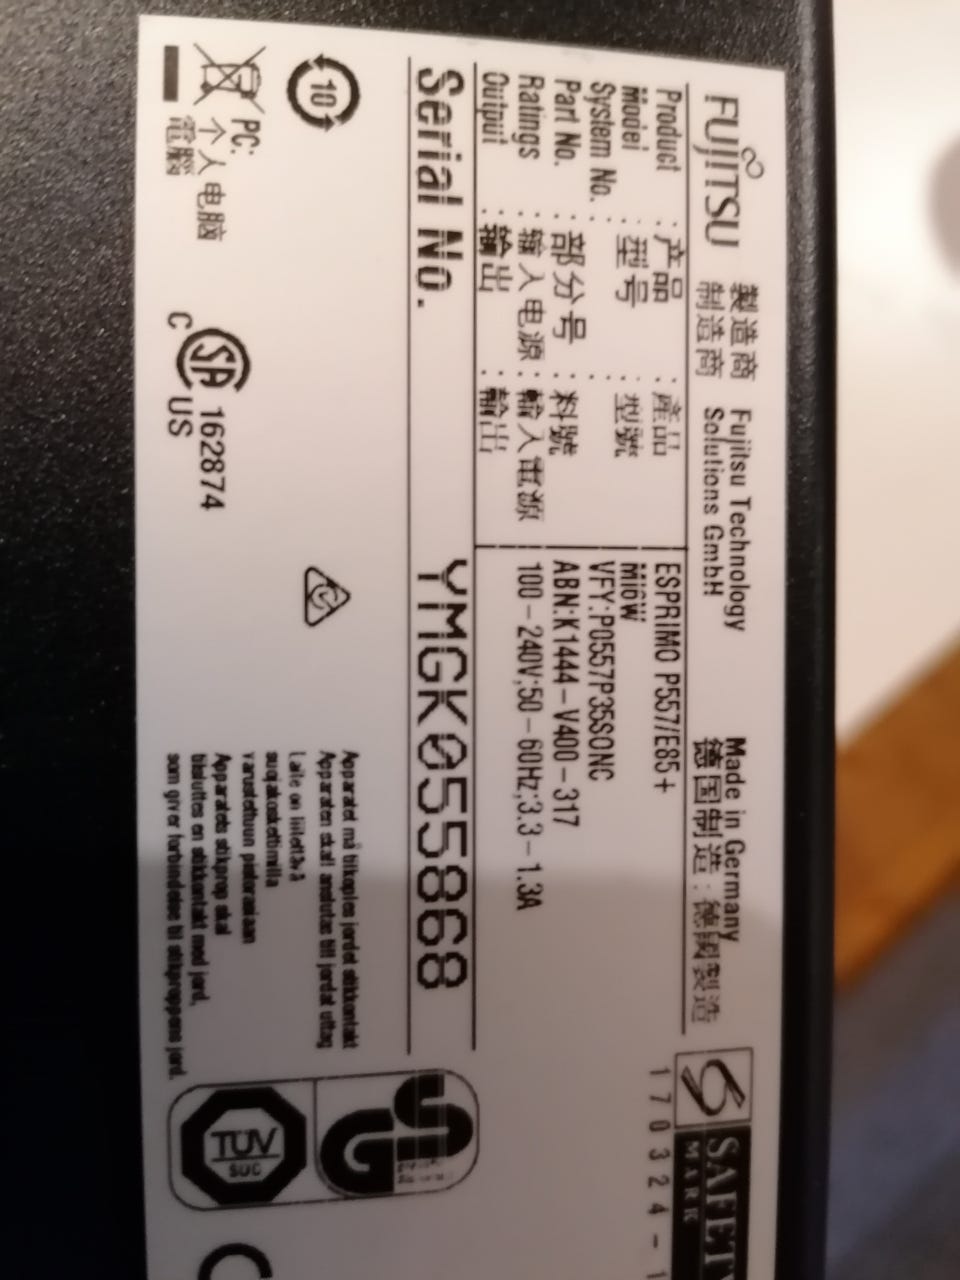 FUJITSU
製造商 Fujitsu Technology Made in Germany
制造商 Solutions GmbH 德国制造: 德國製造
Product : 产品 : 產品 ESPRIMO P557/E85+
Model : 型号 : 型號 MI6W
System No. : : VFY:P0557P35SONC
Part No. : 部分号 : 料號 ABN:K1444-V400-317
Ratings : 输入电源 : 輸入電源 100-240V;50-60Hz;3.3-1.3A
Output : 输出 : 輸出
Serial No. YMGK055868
10
PC:
个人电脑
電腦
C SA US 162874
Apparatet må tilkoples jordet stikkontakt
Apparaten skall anslutas till jordat uttag
Laite on liitettävä
suojakoskettimilla
varustettuun pistorasiaan
Apparatets stikprop skal
tilsluttes en stikkontakt med jord,
som giver forbindelse til stikproppens jord.
SAFETY
MARK
170324-1
TÜV
SUD
GS